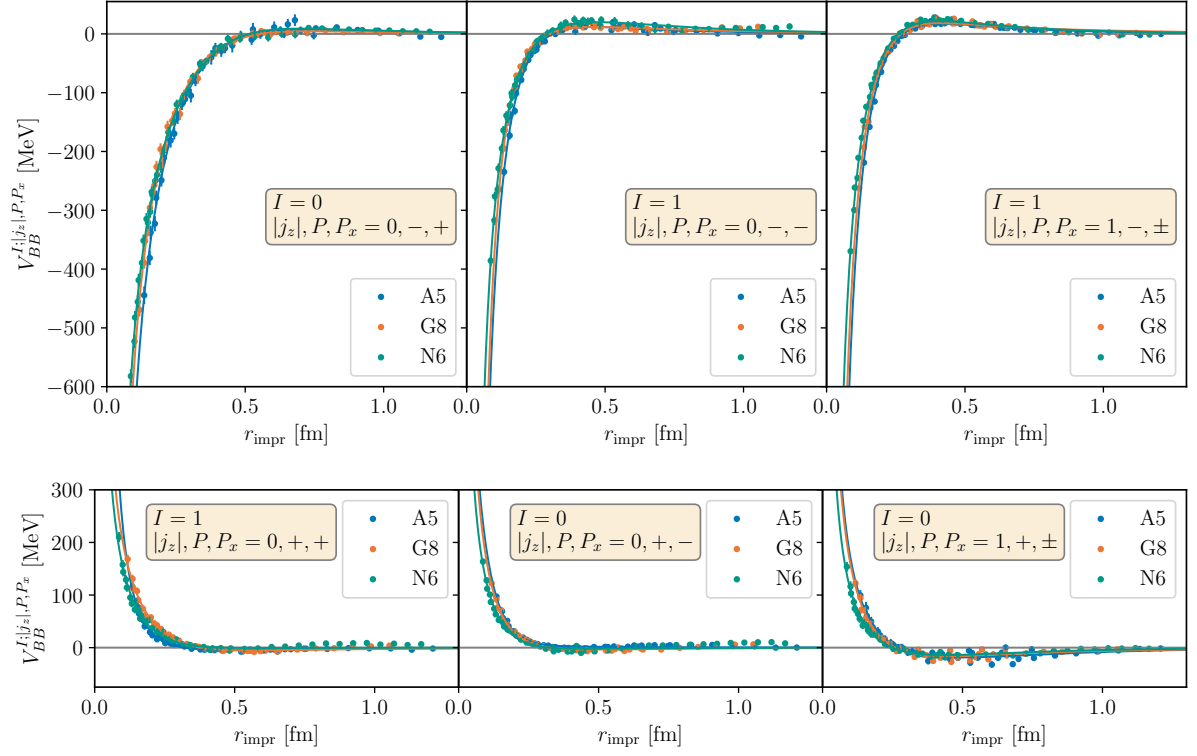 0
−100
−200
−300
−400
−500
−600
V_{BB}^{I;|j_z|,P,P_x} [MeV]
I = 0
|j_z|, P, P_x = 0, −, +
A5
G8
N6
I = 1
|j_z|, P, P_x = 0, −, −
A5
G8
N6
I = 1
|j_z|, P, P_x = 1, −, ±
A5
G8
N6
0.0 0.5 1.0 0.0 0.5 1.0 0.0 0.5 1.0
r_impr [fm] r_impr [fm] r_impr [fm]
300
200
100
0
V_{BB}^{I;|j_z|,P,P_x} [MeV]
I = 1
|j_z|, P, P_x = 0, +, +
A5
G8
N6
I = 0
|j_z|, P, P_x = 0, +, −
A5
G8
N6
I = 0
|j_z|, P, P_x = 1, +, ±
A5
G8
N6
0.0 0.5 1.0 0.0 0.5 1.0 0.0 0.5 1.0
r_impr [fm] r_impr [fm] r_impr [fm]